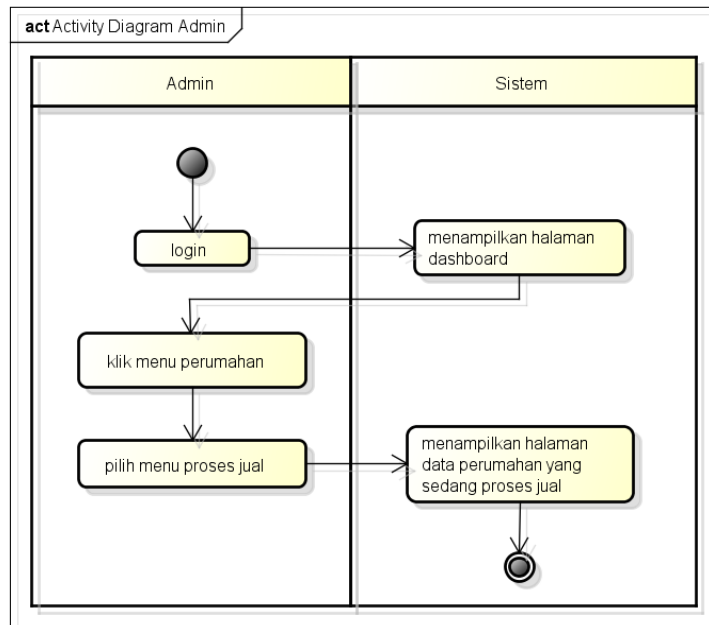 act Activity Diagram Admin
Admin
Sistem
login
menampilkan halaman
dashboard
klik menu perumahan
pilih menu proses jual
menampilkan halaman
data perumahan yang
sedang proses jual